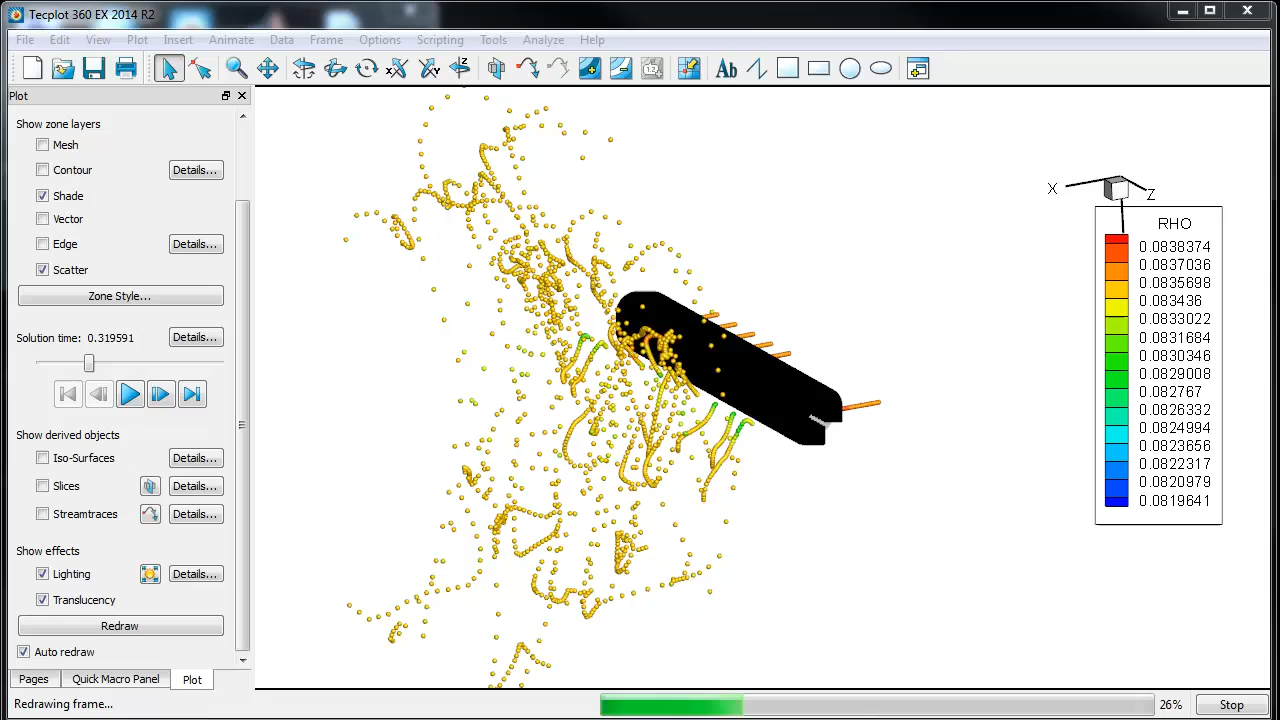 Tecplot 360 EX 2014 R2
File Edit View Plot Insert Animate Data Frame Options Scripting Tools Analyze Help
Plot
Show zone layers
Mesh
Contour Details...
Shade
Vector
Edge Details...
Scatter
Zone Style...
Solution time: 0.319591 Details...
Show derived objects
Iso-Surfaces Details...
Slices Details...
Streamtraces Details...
Show effects
Lighting Details...
Translucency
Redraw
Auto redraw
Pages Quick Macro Panel Plot
Redrawing frame... 26% Stop
X Z
RHO
0.0838374
0.0837036
0.0835698
0.083436
0.0833022
0.0831684
0.0830346
0.0829008
0.082767
0.0826332
0.0824994
0.0823656
0.0822317
0.0820979
0.0819641